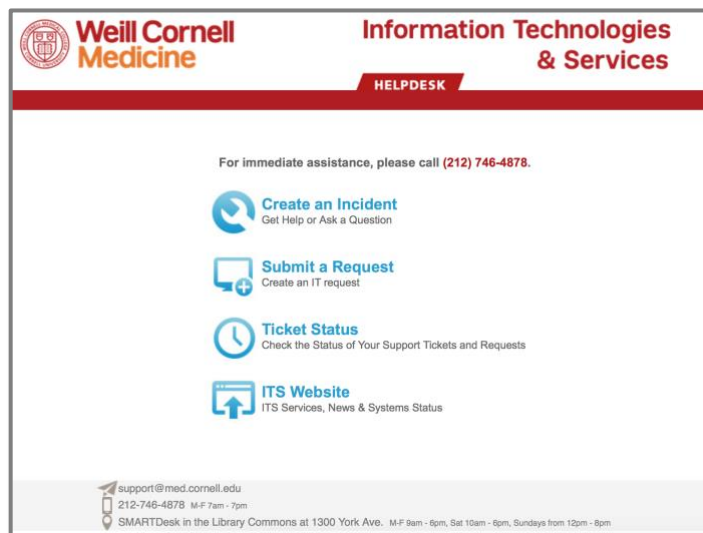 Weill Cornell
Medicine
Information Technologies
& Services
HELPDESK
For immediate assistance, please call (212) 746-4878.
Create an Incident
Get Help or Ask a Question
Submit a Request
Create an IT request
Ticket Status
Check the Status of Your Support Tickets and Requests
ITS Website
ITS Services, News & Systems Status
support@med.cornell.edu
212-746-4878 M-F 7am - 7pm
SMARTDesk in the Library Commons at 1300 York Ave. M-F 9am - 6pm, Sat 10am - 6pm, Sundays from 12pm - 8pm